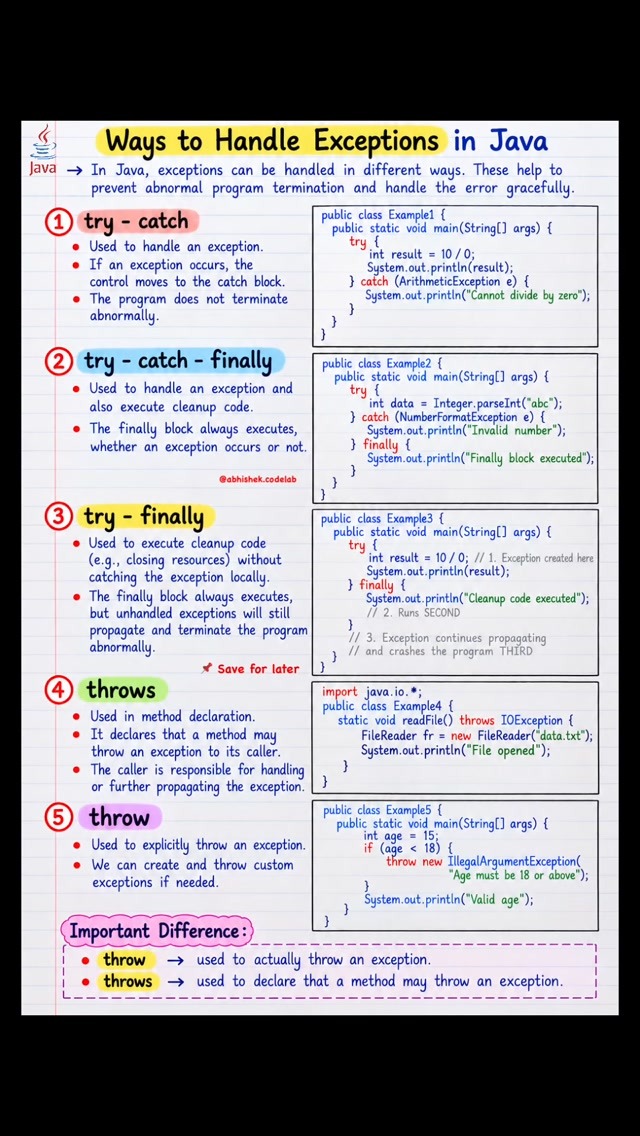 Ways to Handle Exceptions in Java
Java
→ In Java, exceptions can be handled in different ways. These help to
prevent abnormal program termination and handle the error gracefully.
1 try - catch
• Used to handle an exception.
• If an exception occurs, the
control moves to the catch block.
• The program does not terminate
abnormally.
public class Example1 {
public static void main(String[] args) {
try {
int result = 10 / 0;
System.out.println(result);
} catch (ArithmeticException e) {
System.out.println("Cannot divide by zero");
}
}
}
2 try - catch - finally
• Used to handle an exception and
also execute cleanup code.
• The finally block always executes,
whether an exception occurs or not.
@abhishek.codelab
public class Example2 {
public static void main(String[] args) {
try {
int data = Integer.parseInt("abc");
} catch (NumberFormatException e) {
System.out.println("Invalid number");
} finally {
System.out.println("Finally block executed");
}
}
}
3 try - finally
• Used to execute cleanup code
(e.g., closing resources) without
catching the exception locally.
• The finally block always executes,
but unhandled exceptions will still
propagate and terminate the program
abnormally.
📌 Save for later
public class Example3 {
public static void main(String[] args) {
try {
int result = 10 / 0; // 1. Exception created here
System.out.println(result);
} finally {
System.out.println("Cleanup code executed");
// 2. Runs SECOND
}
// 3. Exception continues propagating
// and crashes the program THIRD
}
}
4 throws
• Used in method declaration.
• It declares that a method may
throw an exception to its caller.
• The caller is responsible for handling
or further propagating the exception.
import java.io.*;
public class Example4 {
static void readFile() throws IOException {
FileReader fr = new FileReader("data.txt");
System.out.println("File opened");
}
}
5 throw
• Used to explicitly throw an exception.
• We can create and throw custom
exceptions if needed.
public class Example5 {
public static void main(String[] args) {
int age = 15;
if (age < 18) {
throw new IllegalArgumentException(
"Age must be 18 or above");
}
System.out.println("Valid age");
}
}
Important Difference:
• throw → used to actually throw an exception.
• throws → used to declare that a method may throw an exception.